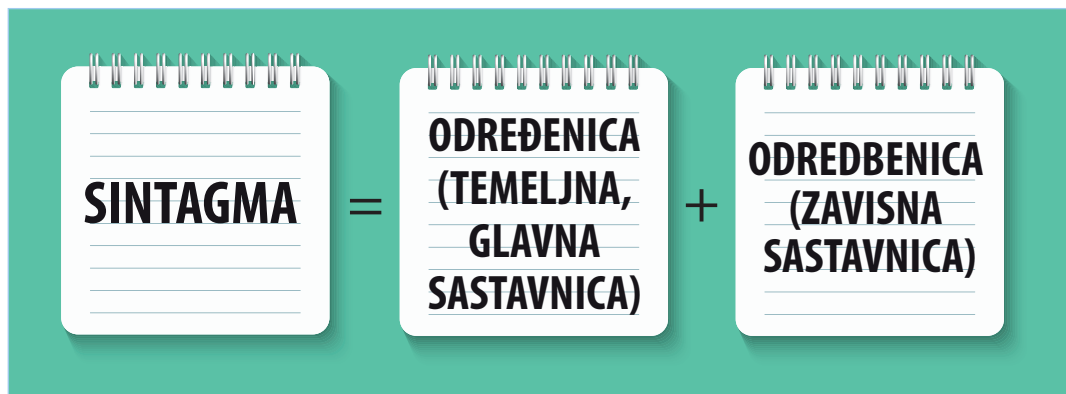 SINTAGMA
=
ODREĐENICA
(TEMELJNA,
GLAVNA
SASTAVNICA)
+
ODREDBENICA
(ZAVISNA
SASTAVNICA)